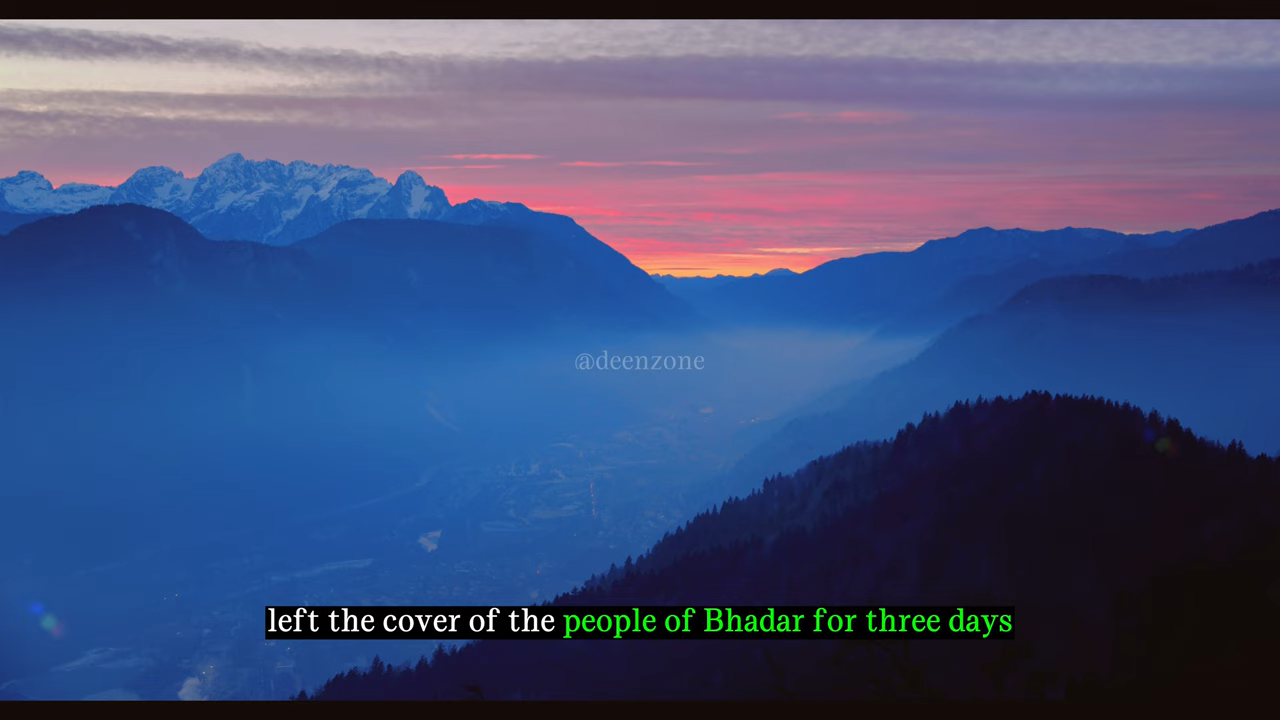 @deenzone
left the cover of the people of Bhadar for three days